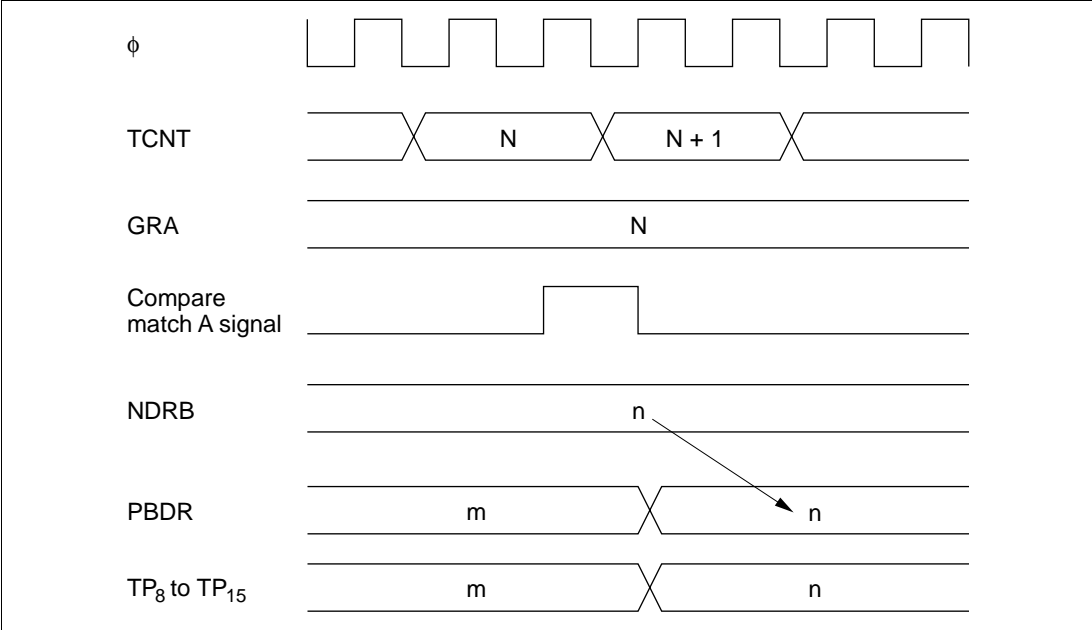 ϕ
TCNT N N + 1
GRA N
Compare
match A signal
NDRB n
PBDR m n
TP8 to TP15 m n